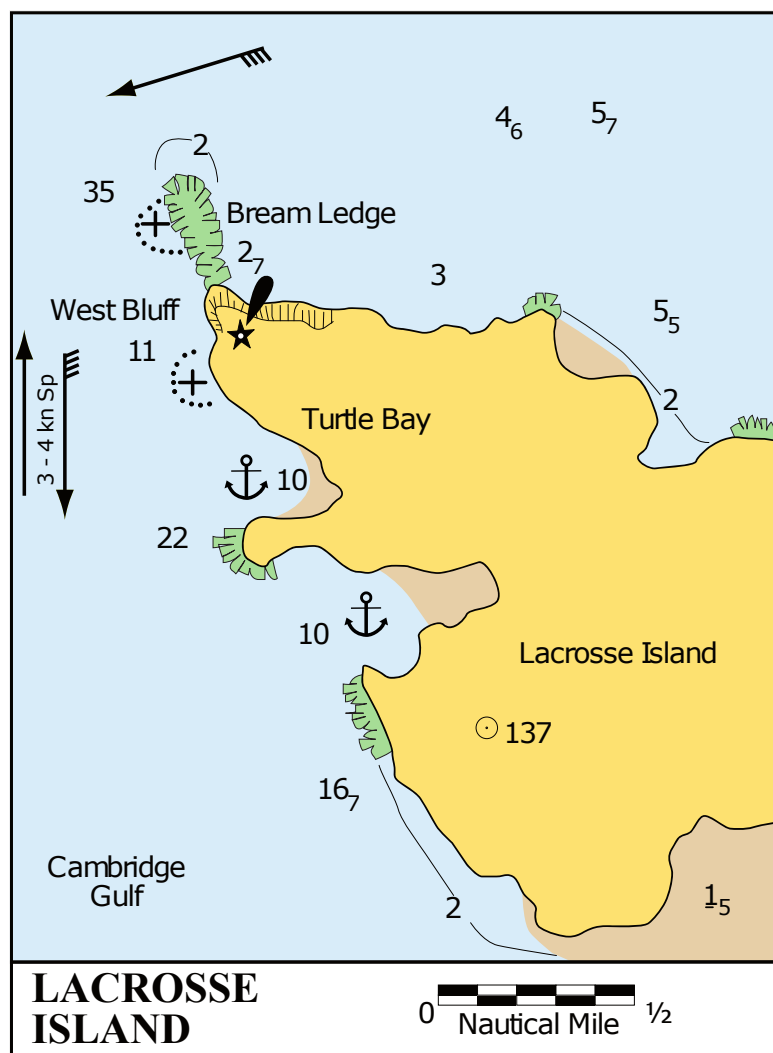 2
4₆
5₇
35
Bream Ledge
2₇
3
West Bluff
5₅
11
3 - 4 kn Sp
Turtle Bay
2
10
22
10
Lacrosse Island
137
16₇
Cambridge
Gulf
2
1₅
LACROSSE
ISLAND
0
½
Nautical Mile